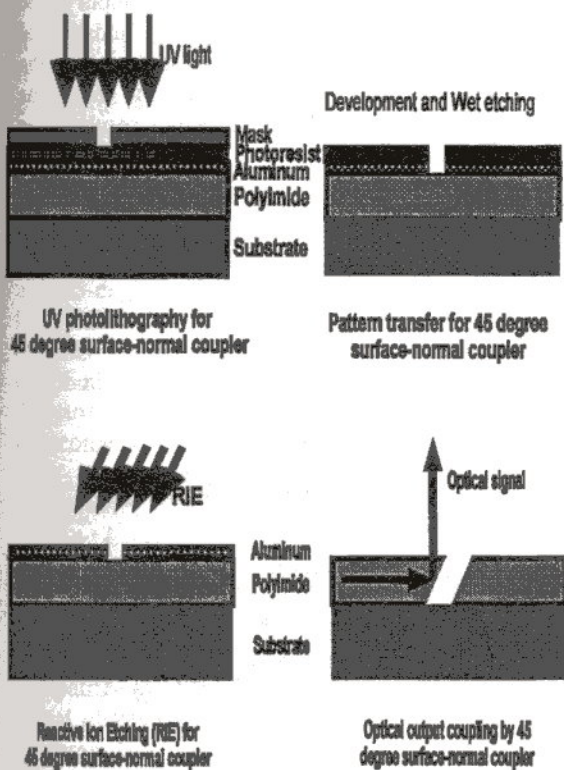 UV light
Development and Wet etching
Mask
Photoresist
Aluminum
Polyimide
Substrate
UV photolithography for
45 degree surface-normal coupler
Pattern transfer for 45 degree
surface-normal coupler
RIE
Optical signal
Aluminum
Polyimide
Substrate
Reactive Ion Etching (RIE) for
45 degree surface-normal coupler
Optical output coupling by 45
degree surface-normal coupler